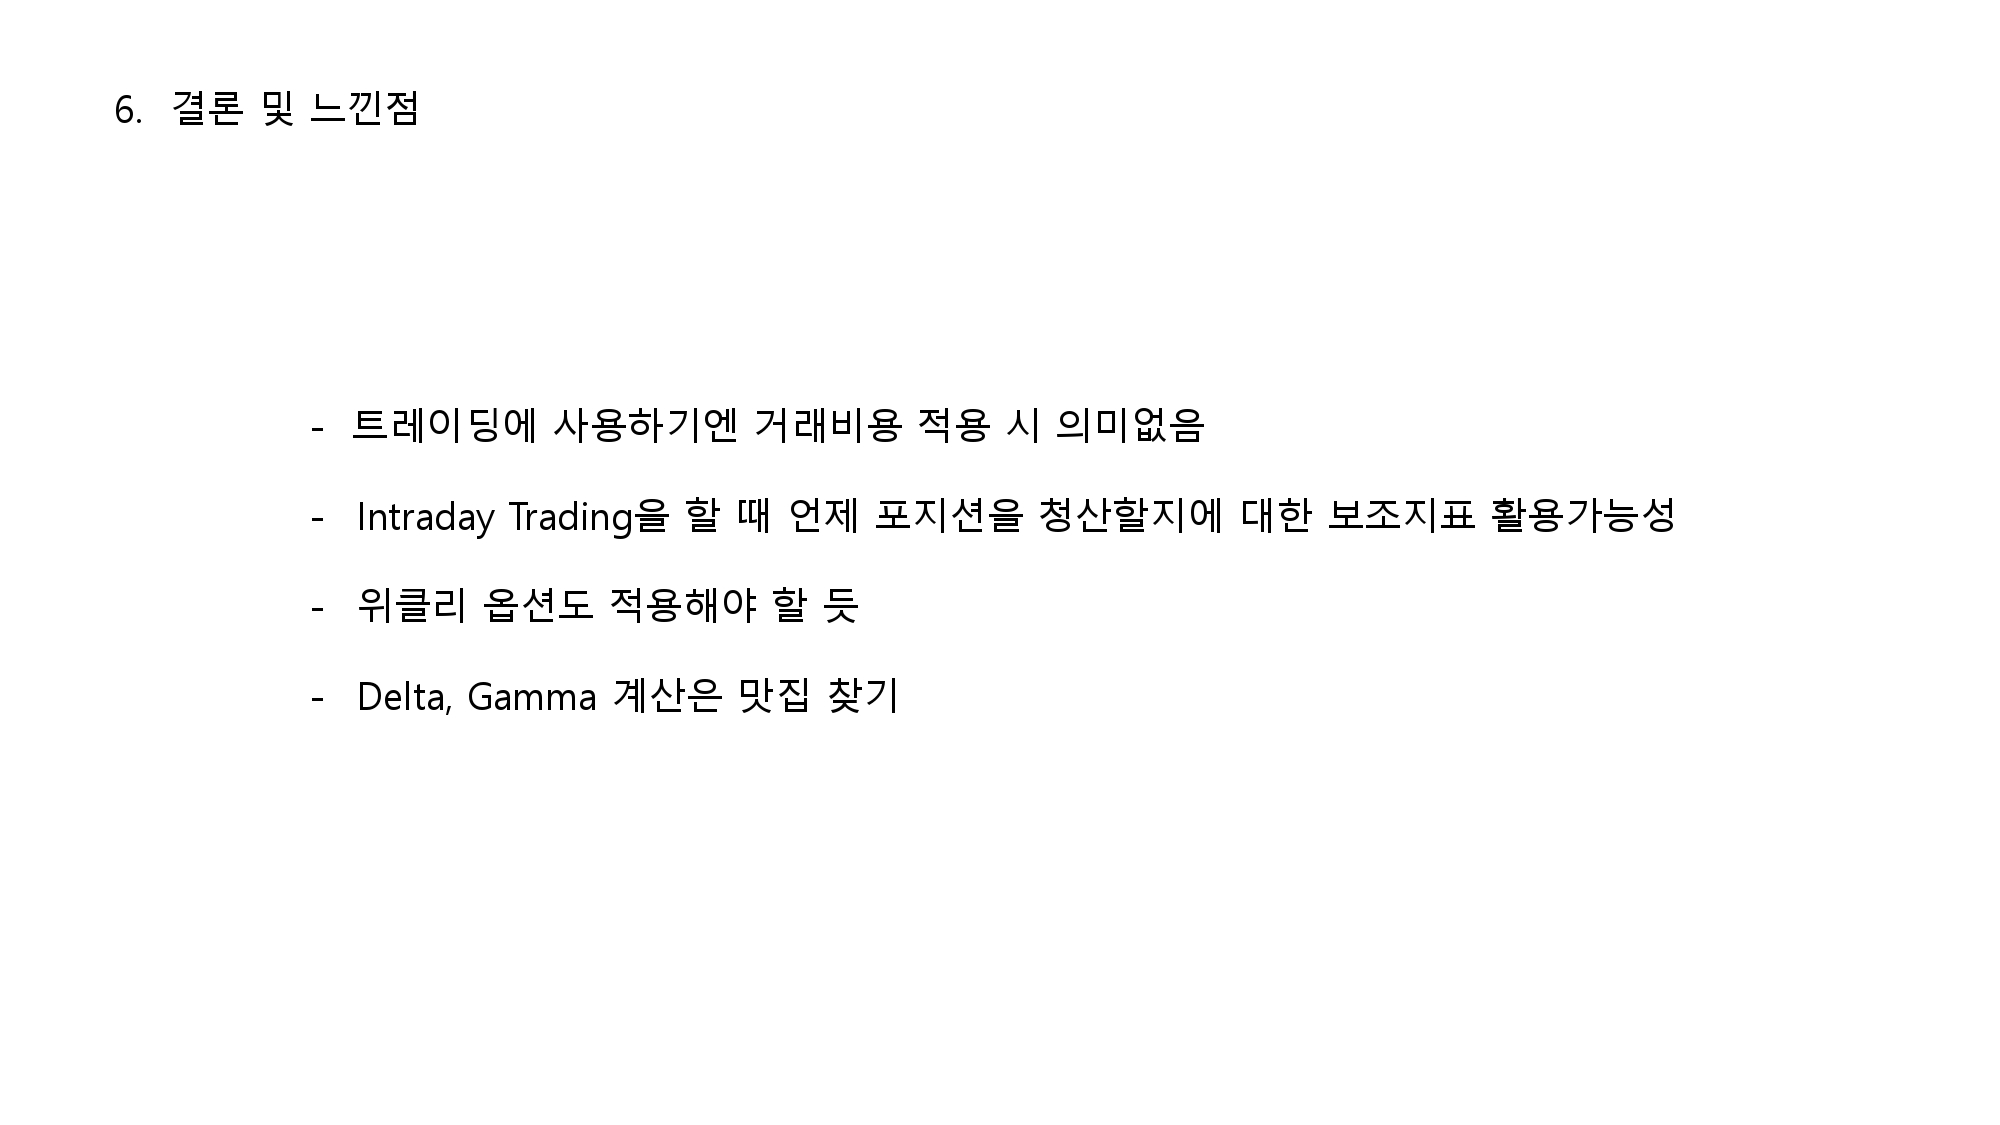 6. 결론 및 느낀점
- 트레이딩에 사용하기엔 거래비용 적용 시 의미없음
- Intraday Trading을 할 때 언제 포지션을 청산할지에 대한 보조지표 활용가능성
- 위클리 옵션도 적용해야 할 듯
- Delta, Gamma 계산은 맛집 찾기